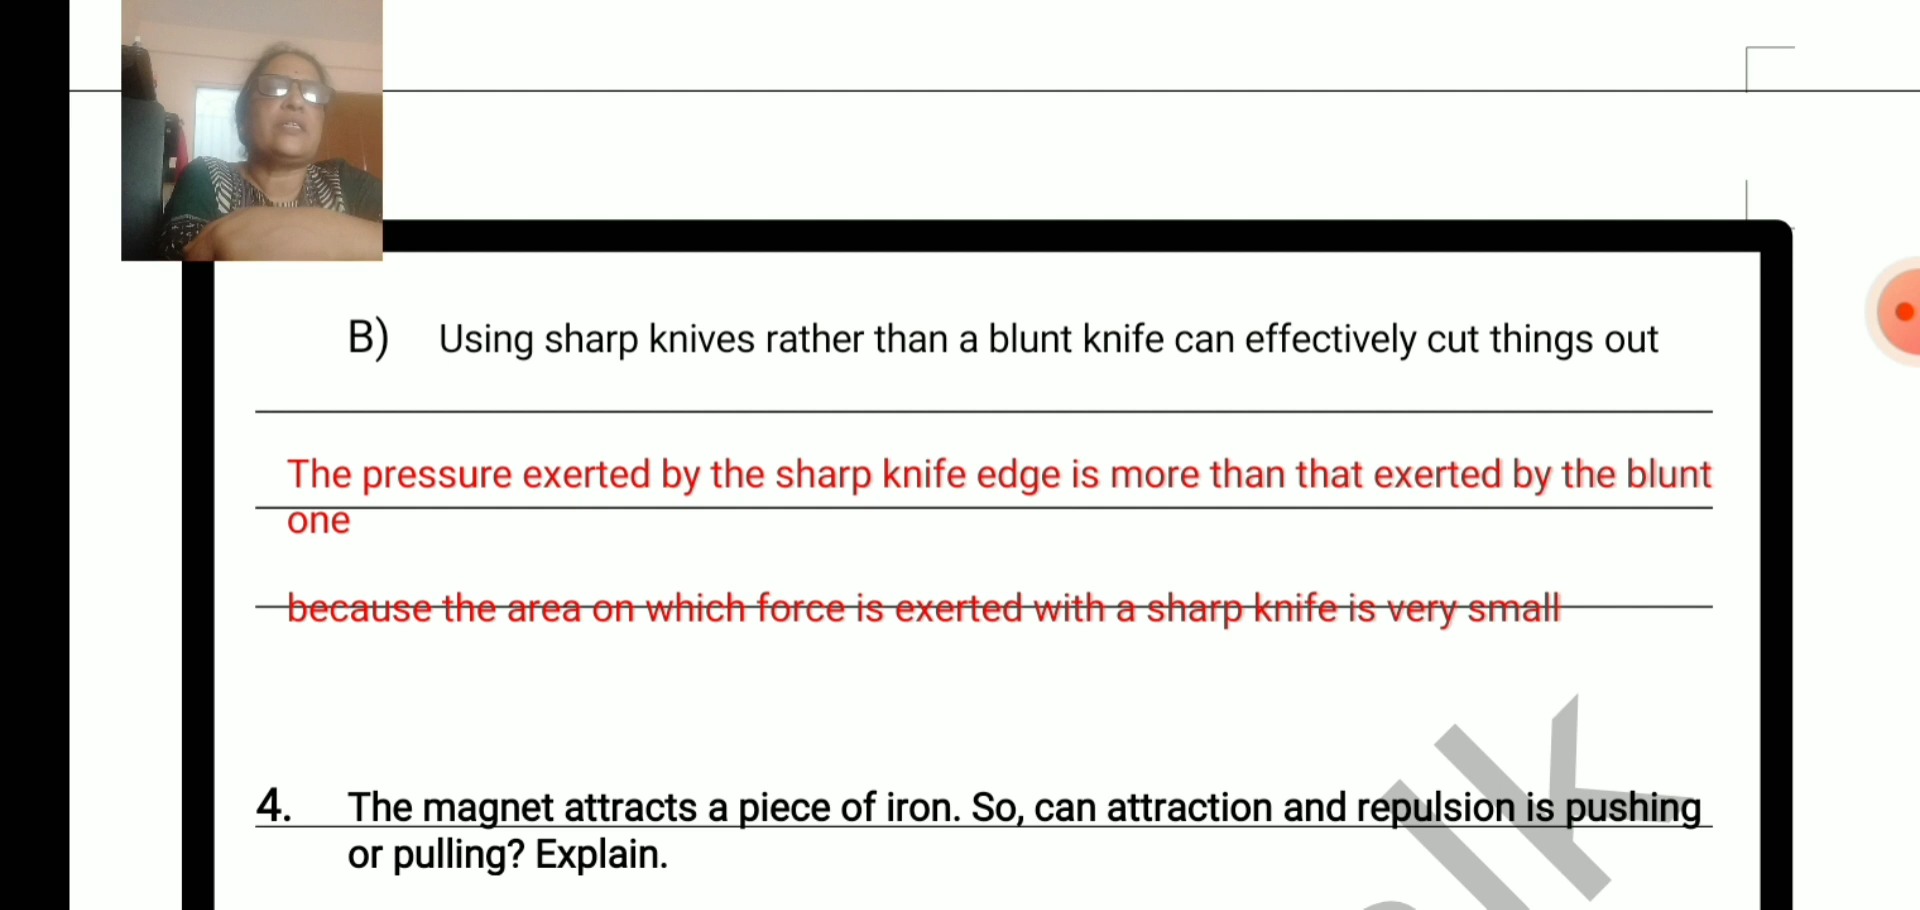 B) Using sharp knives rather than a blunt knife can effectively cut things out
The pressure exerted by the sharp knife edge is more than that exerted by the blunt
one
because the area on which force is exerted with a sharp knife is very small
4. The magnet attracts a piece of iron. So, can attraction and repulsion is pushing
or pulling? Explain.